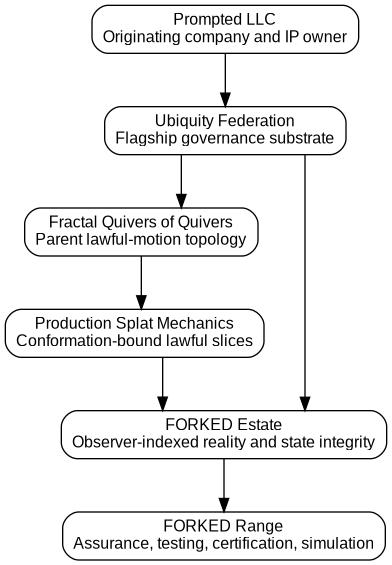 Prompted LLC
Originating company and IP owner
Ubiquity Federation
Flagship governance substrate
Fractal Quivers of Quivers
Parent lawful-motion topology
Production Splat Mechanics
Conformation-bound lawful slices
FORKED Estate
Observer-indexed reality and state integrity
FORKED Range
Assurance, testing, certification, simulation